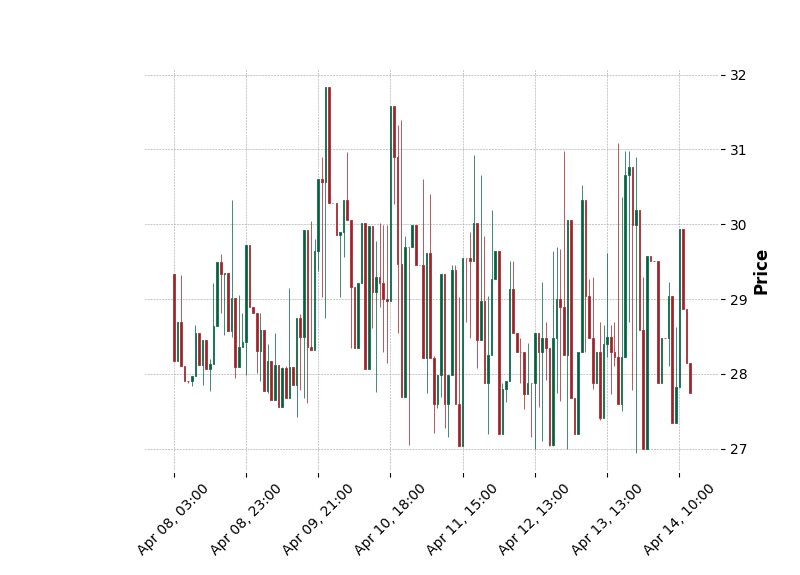 32
31
30
29
28
27
Price
Apr 08, 03:00
Apr 08, 23:00
Apr 09, 21:00
Apr 10, 18:00
Apr 11, 15:00
Apr 12, 13:00
Apr 13, 13:00
Apr 14, 10:00